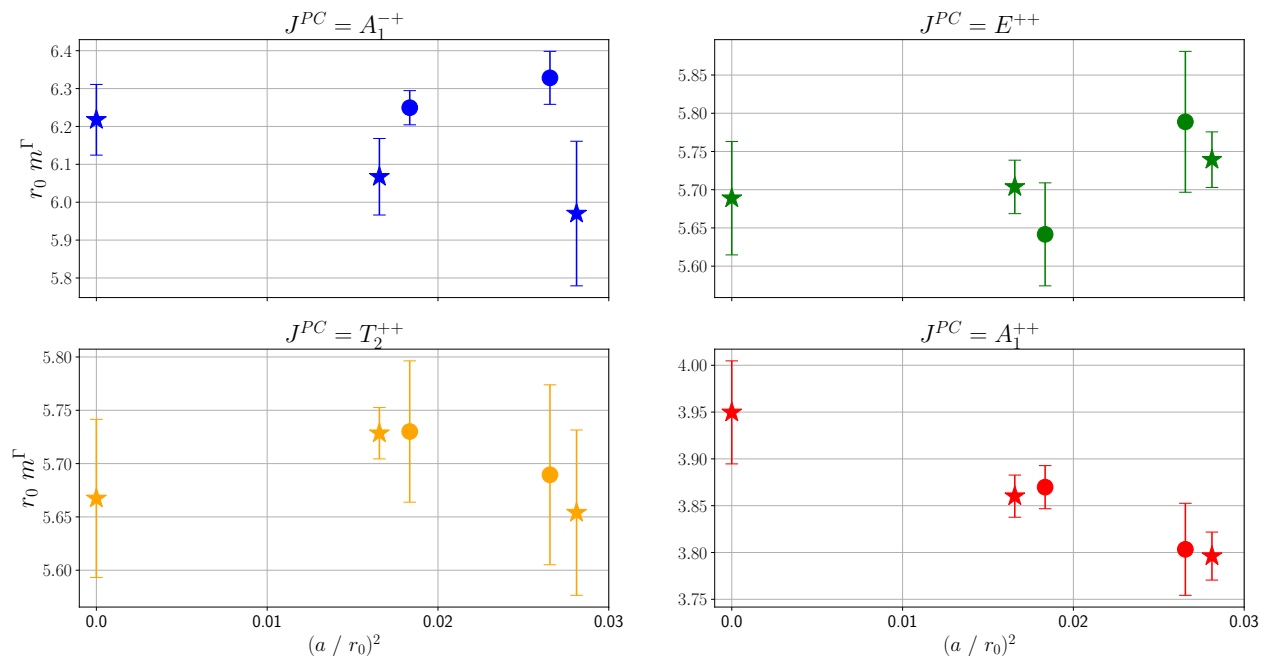 J^{PC} = A_1^{-+}
r_0 m^Γ
6.4
6.3
6.2
6.1
6.0
5.9
5.8
J^{PC} = E^{++}
5.85
5.80
5.75
5.70
5.65
5.60
J^{PC} = T_2^{++}
r_0 m^Γ
5.80
5.75
5.70
5.65
5.60
0.0 0.01 0.02 0.03
(a / r_0)^2
J^{PC} = A_1^{++}
4.00
3.95
3.90
3.85
3.80
3.75
0.0 0.01 0.02 0.03
(a / r_0)^2